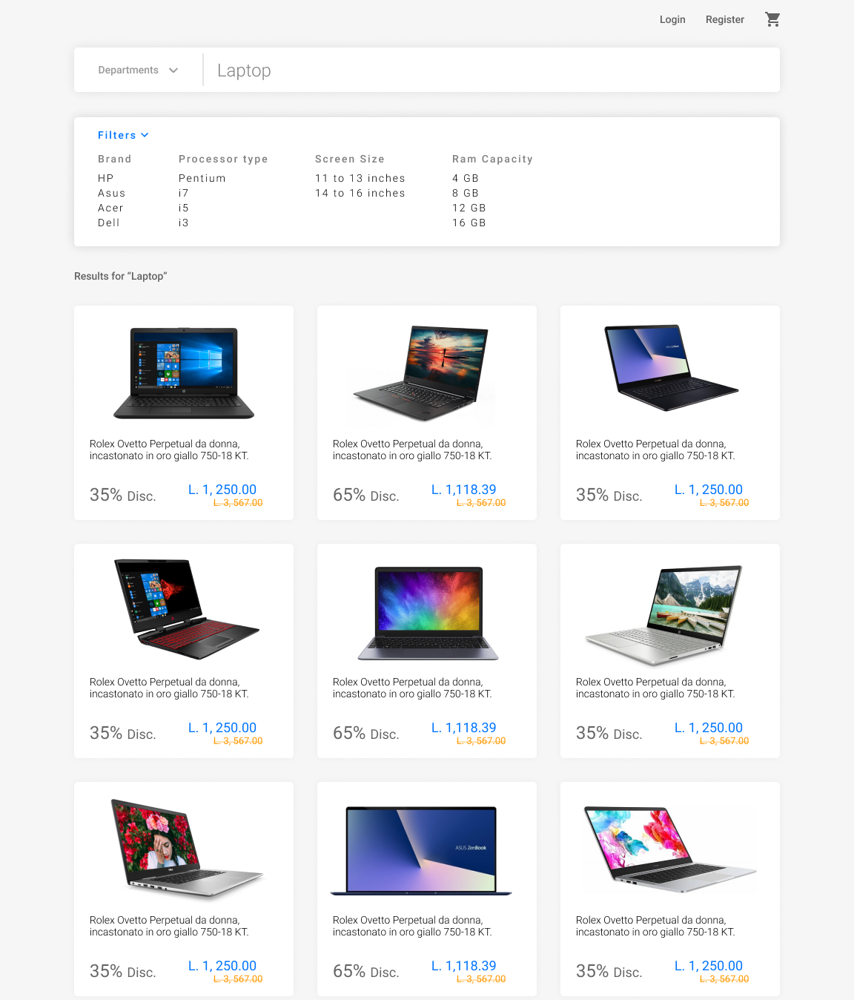 Login Register
Departments
Laptop
Filters
Brand Processor type Screen Size Ram Capacity
HP Pentium 11 to 13 inches 4 GB
Asus i7 14 to 16 inches 8 GB
Acer i5 12 GB
Dell i3 16 GB
Results for “Laptop”
Rolex Ovetto Perpetual da donna,
incastonato in oro giallo 750-18 KT.
35% Disc.
L. 1, 250.00
L. 3, 567.00
Rolex Ovetto Perpetual da donna,
incastonato in oro giallo 750-18 KT.
65% Disc.
L. 1,118.39
L. 3, 567.00
Rolex Ovetto Perpetual da donna,
incastonato in oro giallo 750-18 KT.
35% Disc.
L. 1, 250.00
L. 3, 567.00
Rolex Ovetto Perpetual da donna,
incastonato in oro giallo 750-18 KT.
35% Disc.
L. 1, 250.00
L. 3, 567.00
Rolex Ovetto Perpetual da donna,
incastonato in oro giallo 750-18 KT.
65% Disc.
L. 1,118.39
L. 3, 567.00
Rolex Ovetto Perpetual da donna,
incastonato in oro giallo 750-18 KT.
35% Disc.
L. 1, 250.00
L. 3, 567.00
Rolex Ovetto Perpetual da donna,
incastonato in oro giallo 750-18 KT.
35% Disc.
L. 1, 250.00
L. 3, 567.00
ASUS ZenBook
Rolex Ovetto Perpetual da donna,
incastonato in oro giallo 750-18 KT.
65% Disc.
L. 1,118.39
L. 3, 567.00
Rolex Ovetto Perpetual da donna,
incastonato in oro giallo 750-18 KT.
35% Disc.
L. 1, 250.00
L. 3, 567.00